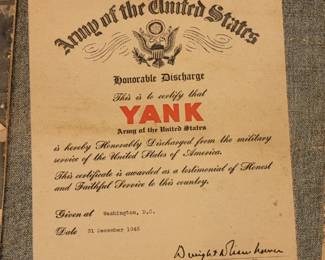 Army of the United States
Honorable Discharge
This is to certify that
YANK
Army of the United States
is hereby Honorably Discharged from the military
service of the United States of America.
This certificate is awarded as a testimonial of Honest
and Faithful Service to this country.
Given at Washington, D.C.
Date 31 December 1945
Dwight D Eisenhower